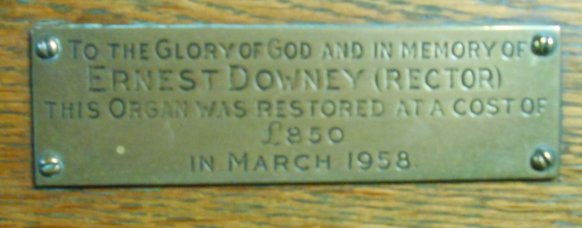 TO THE GLORY OF GOD AND IN MEMORY OF
ERNEST DOWNEY (RECTOR)
THIS ORGAN WAS RESTORED AT A COST OF
£850
IN MARCH 1958.